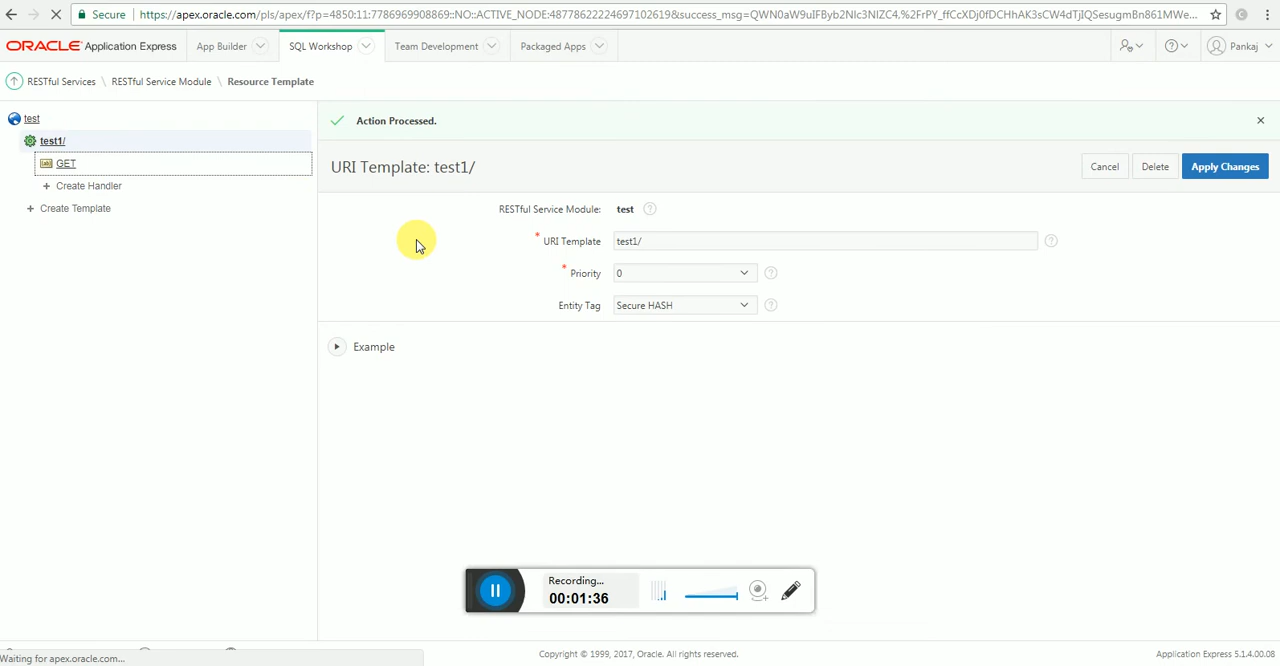 Secure https://apex.oracle.com/pls/apex/f?p=4850:11:7786969908869::NO::ACTIVE_NODE:48778622224697102619&success_msg=QWN0aW9uIFByb2Nlc3NlZC4,%2FrPY_ffCcXDj0fDCHhAK3sCW4dTjIQSesugmBn861MWe...
ORACLE Application Express App Builder SQL Workshop Team Development Packaged Apps Pankaj
RESTful Services \ RESTful Service Module \ Resource Template
test
test1/
GET
+ Create Handler
+ Create Template
Action Processed.
URI Template: test1/
Cancel Delete Apply Changes
RESTful Service Module: test
* URI Template test1/
* Priority 0
Entity Tag Secure HASH
Example
Recording...
00:01:36
Waiting for apex.oracle.com...
Copyright © 1999, 2017, Oracle. All rights reserved.
Application Express 5.1.4.00.08